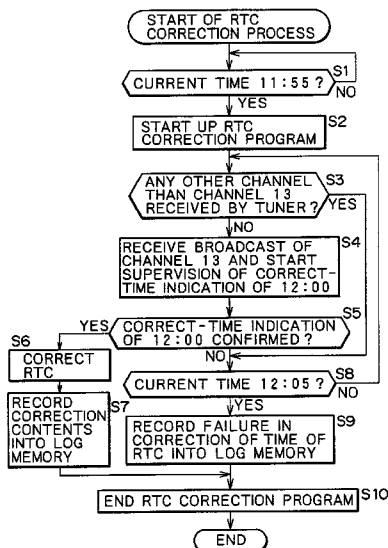 START OF RTC
CORRECTION PROCESS
CURRENT TIME 11:55?
S1
NO
YES
START UP RTC
CORRECTION PROGRAM
S2
S3
ANY OTHER CHANNEL
THAN CHANNEL 13
RECEIVED BY TUNER?
YES
NO
S4
RECEIVE BROADCAST OF
CHANNEL 13 AND START
SUPERVISION OF CORRECT-
TIME INDICATION OF 12:00
S5
YES
CORRECT-TIME INDICATION
OF 12:00 CONFIRMED?
NO
S6
CORRECT
RTC
S7
RECORD
CORRECTION
CONTENTS
INTO LOG
MEMORY
S8
CURRENT TIME 12:05?
NO
YES
S9
RECORD FAILURE IN
CORRECTION OF TIME OF
RTC INTO LOG MEMORY
END RTC CORRECTION PROGRAM
S10
END